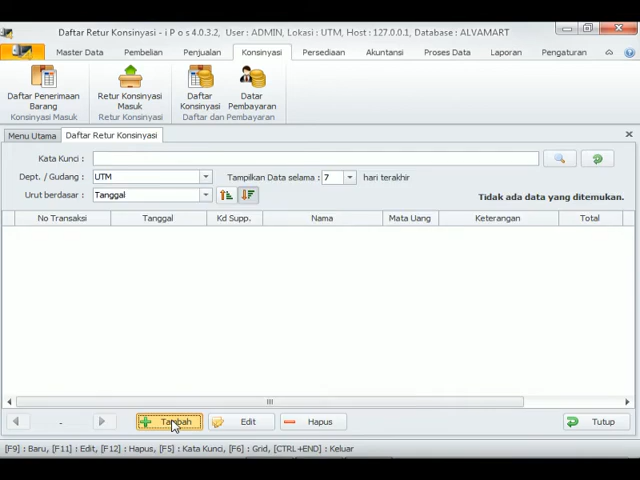 Daftar Retur Konsinyasi - i P o s 4.0.3.2, User : ADMIN, Lokasi : UTM, Host : 127.0.0.1, Database : ALVAMART
Master Data Pembelian Penjualan Konsinyasi Persediaan Akuntansi Proses Data Laporan Pengaturan
Daftar Penerimaan Barang
Retur Konsinyasi Masuk
Daftar Konsinyasi
Datar Pembayaran
Konsinyasi Masuk Retur Konsinyasi Daftar dan Pembayaran
Menu Utama Daftar Retur Konsinyasi
Kata Kunci :
Dept. / Gudang : UTM Tampilkan Data selama : 7 hari terakhir
Urut berdasar : Tanggal
Tidak ada data yang ditemukan.
No Transaksi Tanggal Kd Supp. Nama Mata Uang Keterangan Total
- Tambah Edit Hapus Tutup
[F9] : Baru, [F11] : Edit, [F12] : Hapus, [F5] : Kata Kunci, [F6] : Grid, [CTRL+END] : Keluar